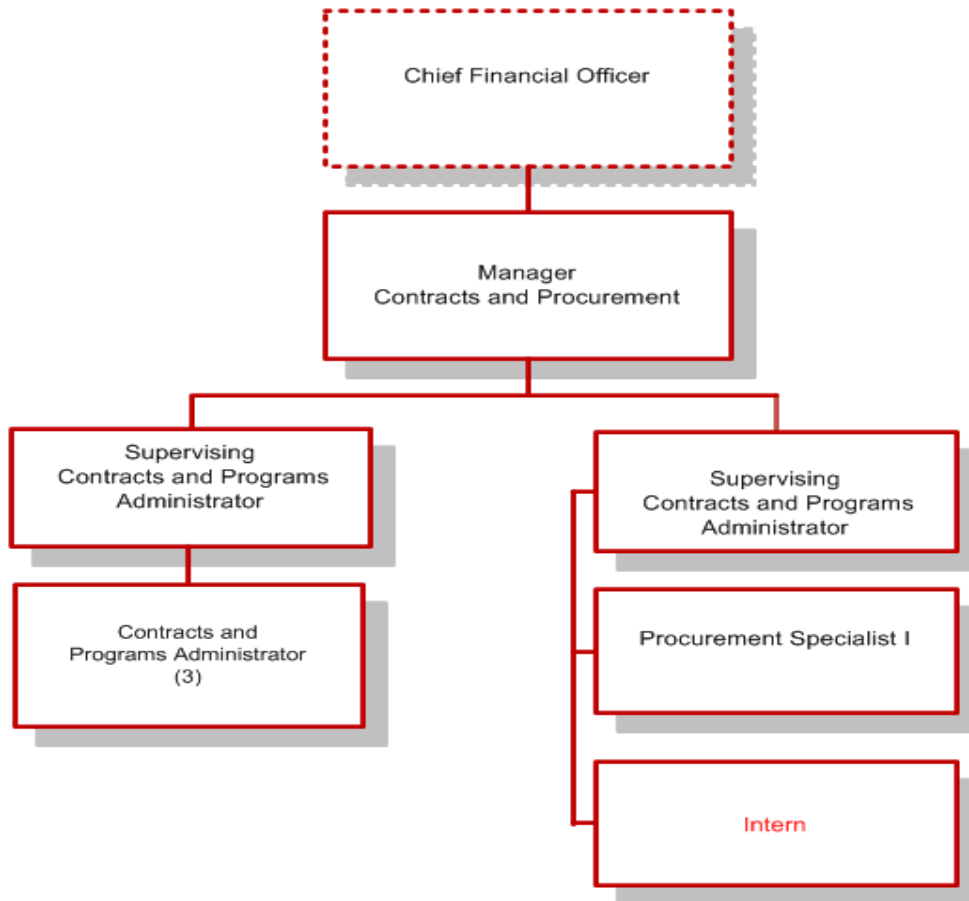 Chief Financial Officer
Manager
Contracts and Procurement
Supervising
Contracts and Programs
Administrator
Contracts and
Programs Administrator
(3)
Supervising
Contracts and Programs
Administrator
Procurement Specialist I
Intern